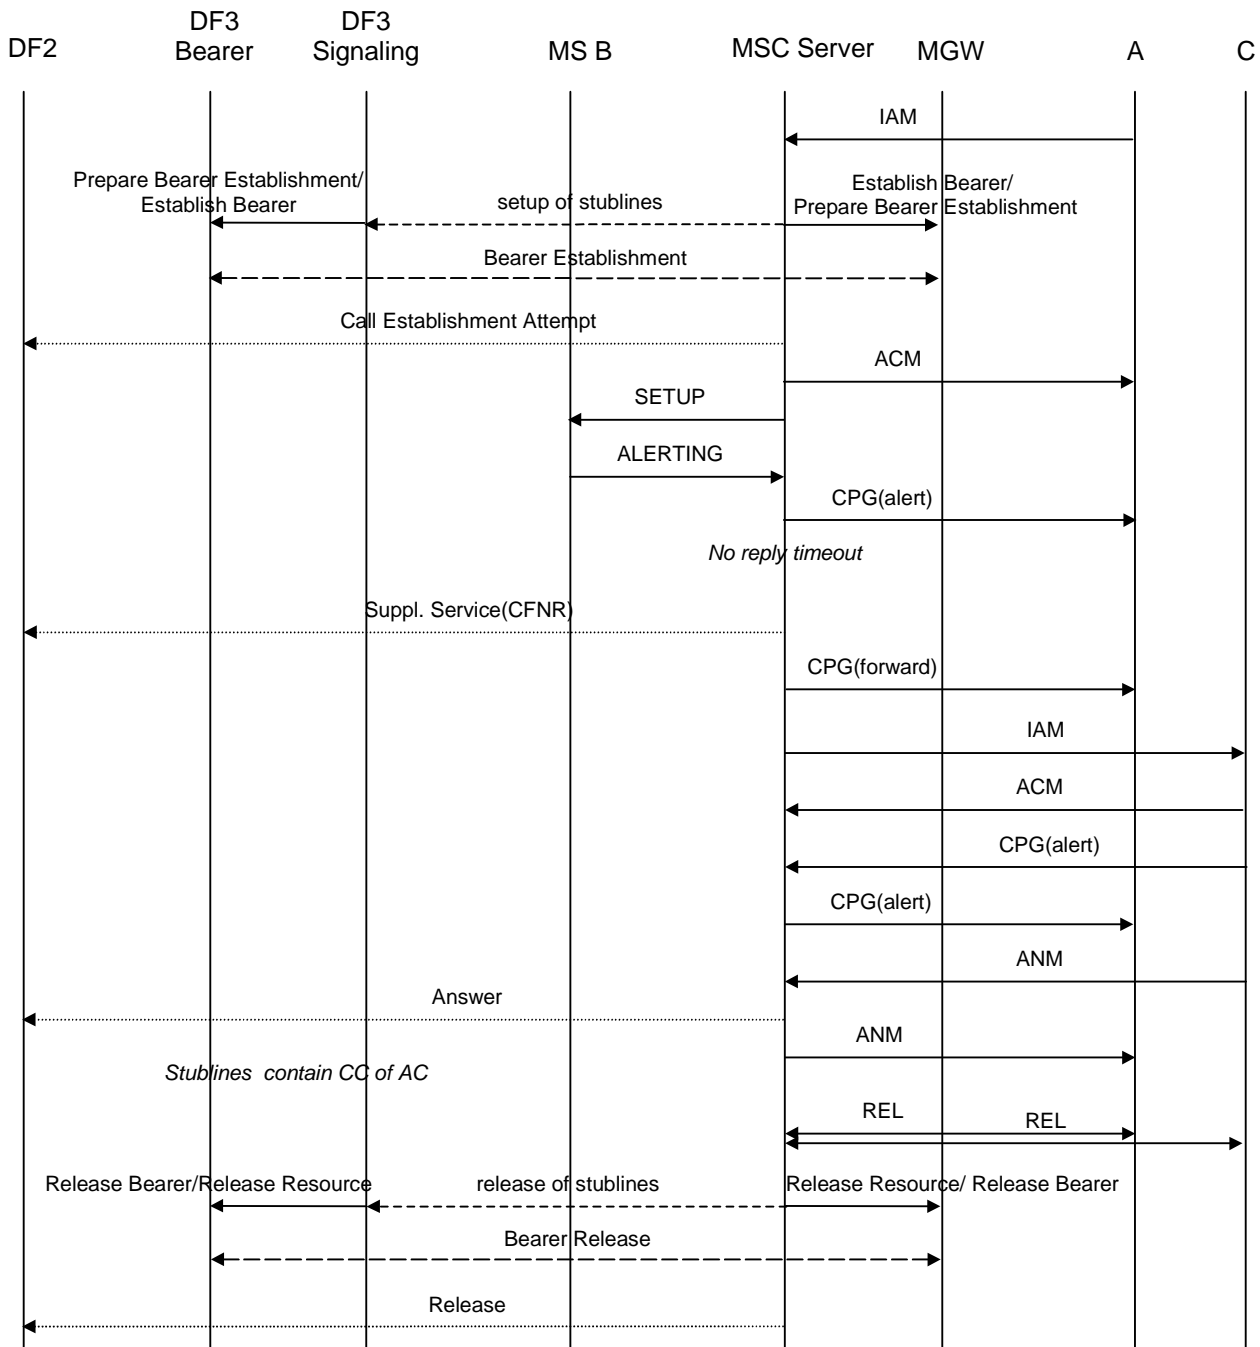 DF2
DF3
Bearer
DF3
Signaling
MS B
MSC Server
MGW
A
C
IAM
Prepare Bearer Establishment/
Establish Bearer
setup of stublines
Establish Bearer/
Prepare Bearer Establishment
Bearer Establishment
Call Establishment Attempt
ACM
SETUP
ALERTING
CPG(alert)
No reply timeout
Suppl. Service(CFNR)
CPG(forward)
IAM
ACM
CPG(alert)
CPG(alert)
ANM
Answer
ANM
Stublines contain CC of AC
REL
REL
Release Bearer/Release Resource
release of stublines
Release Resource/ Release Bearer
Bearer Release
Release